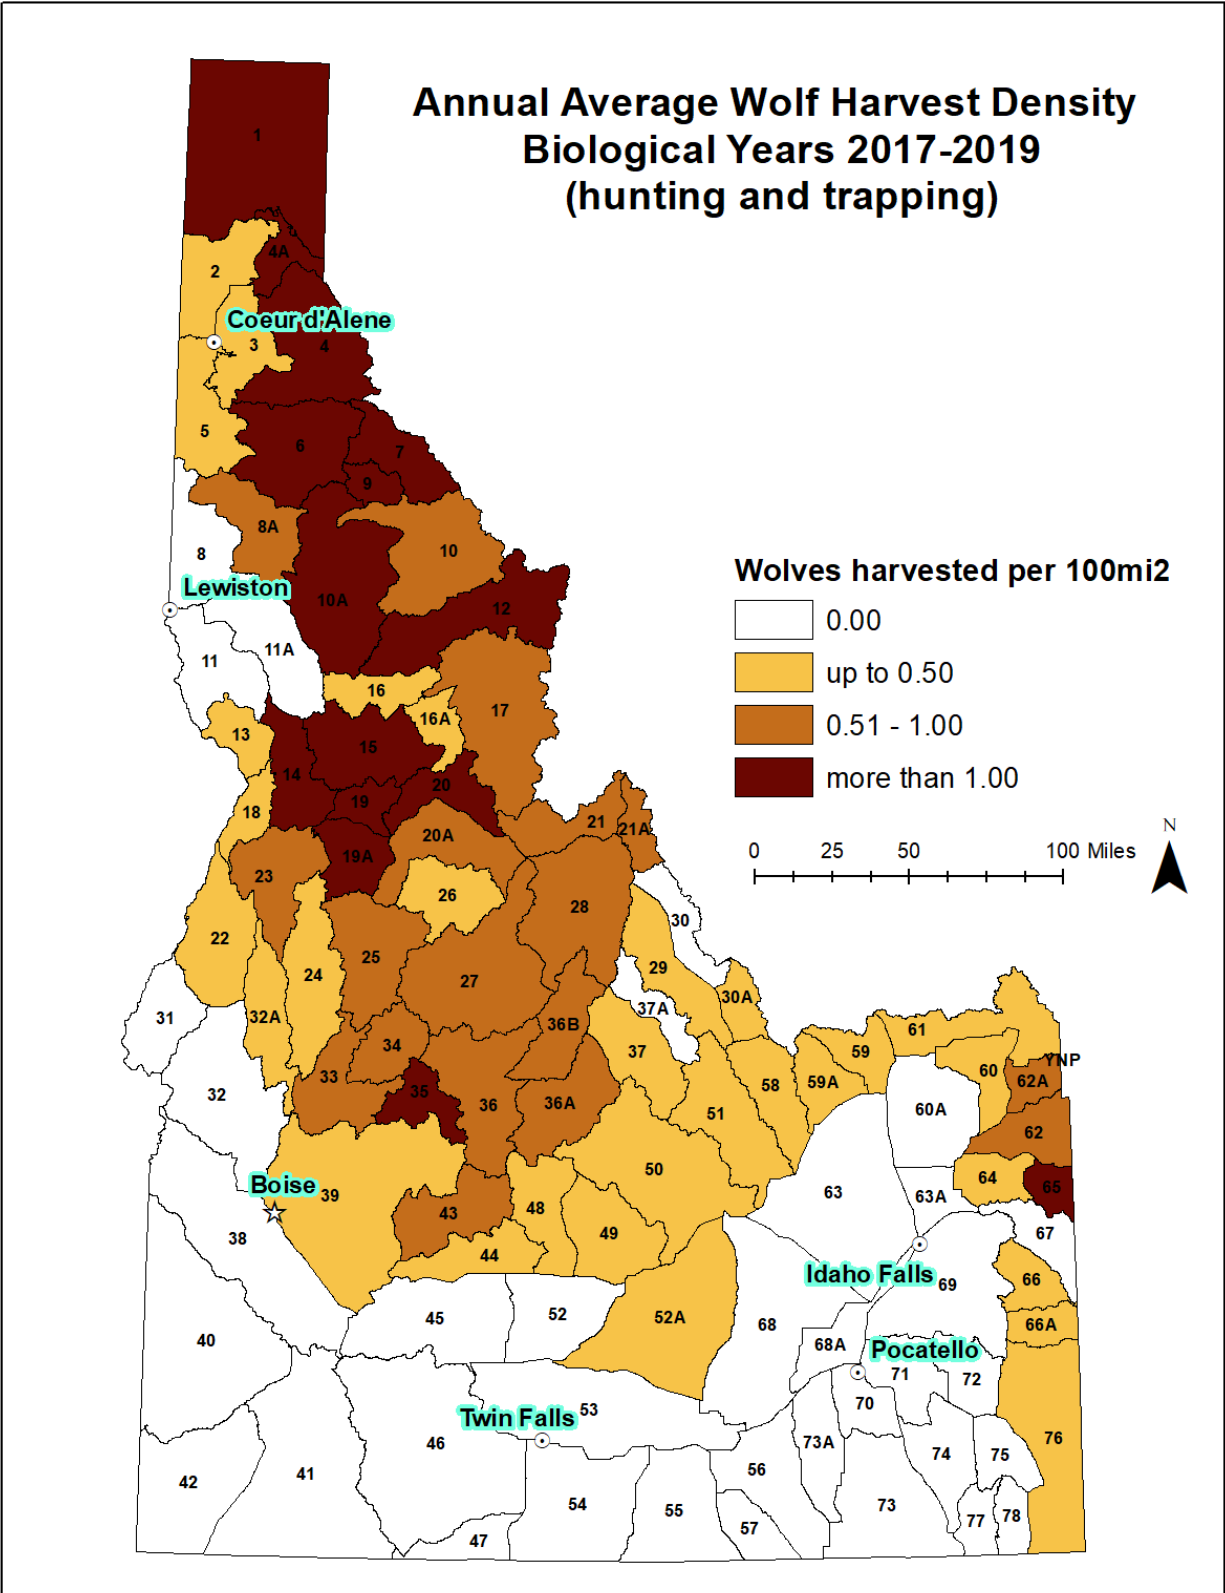 Annual Average Wolf Harvest Density
Biological Years 2017-2019
(hunting and trapping)
1
4A
2
Coeur d'Alene
3
4
5
6
7
9
8A
10
8
Lewiston
10A
12
11A
11
16
17
16A
13
15
14
20
19
18
21
21A
20A
19A
23
26
28
30
22
25
29
24
27
30A
37A
31
32A
36B
61
34
37
59
YNP
60
33
59A
62A
58
35
32
36
36A
60A
51
62
50
64
65
Boise
39
63
63A
48
43
67
38
49
44
Idaho Falls
66
69
52
52A
45
68
66A
40
68A
Pocatello
71
72
70
53
Twin Falls
76
46
73A
74
75
56
41
42
54
55
73
78
77
57
47
Wolves harvested per 100mi2
0.00
up to 0.50
0.51 - 1.00
more than 1.00
N
0 25 50 100 Miles